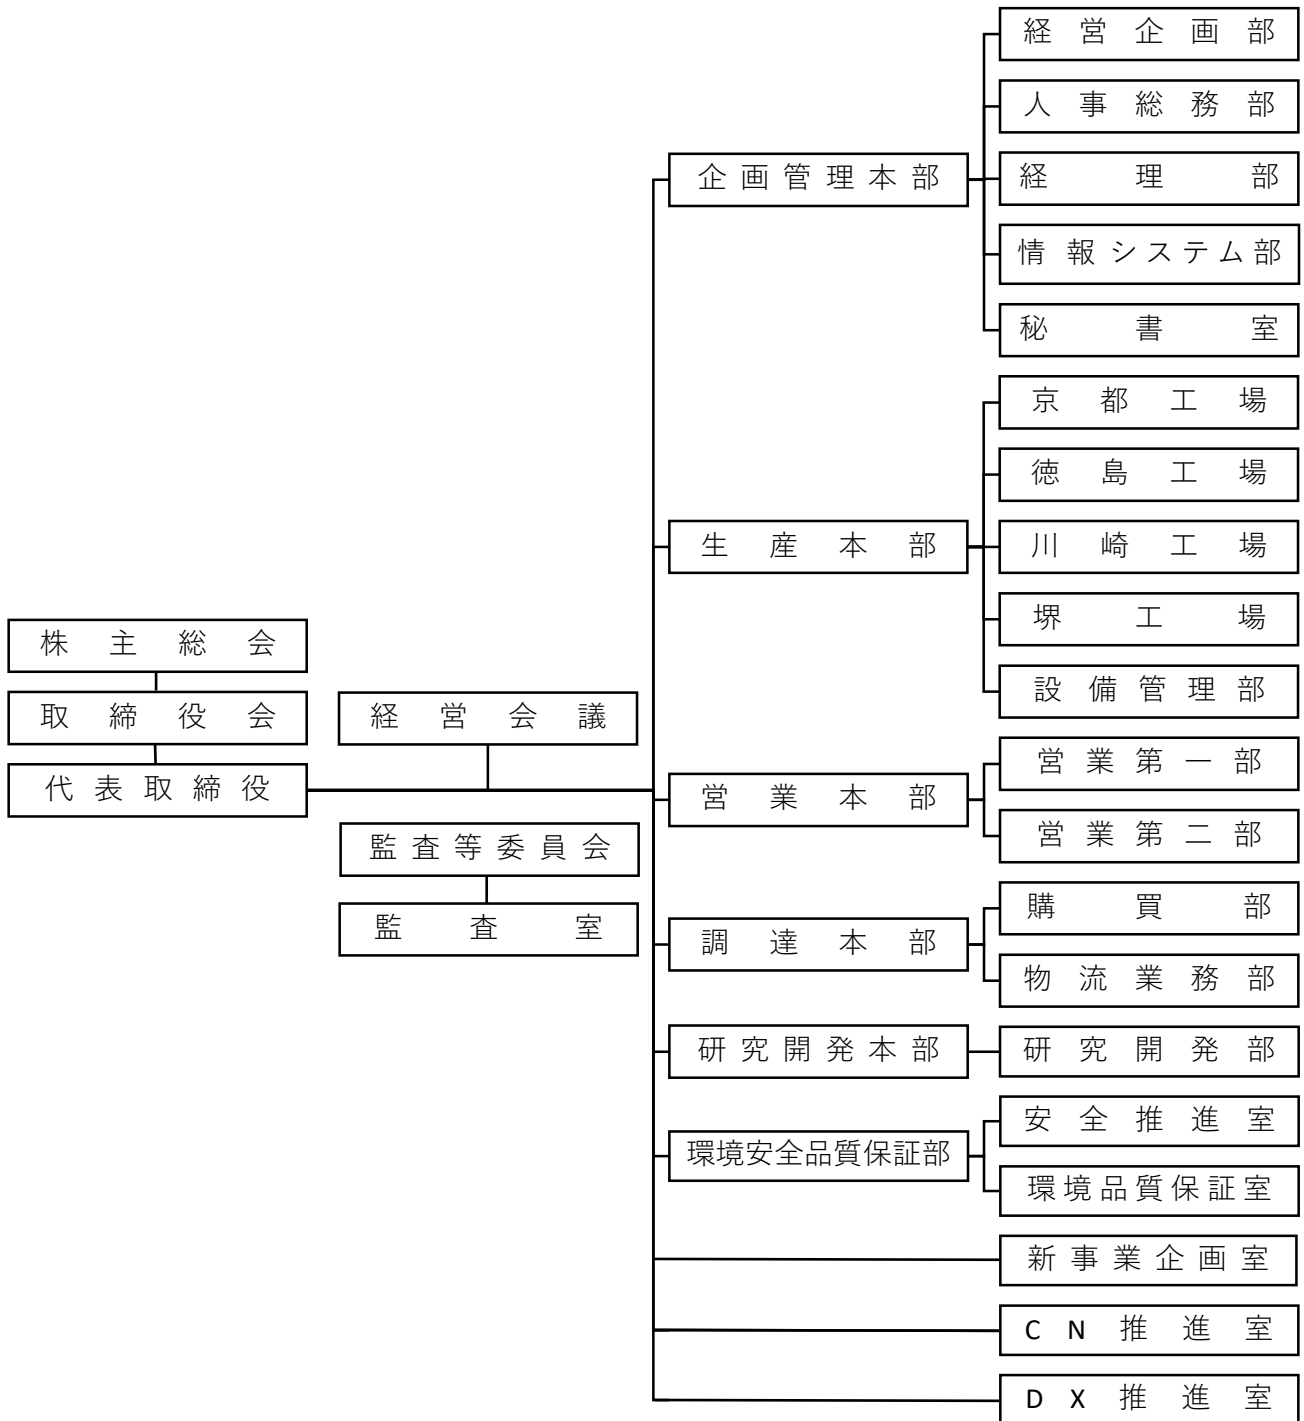 株主総会
取締役会
代表取締役
経営会議
監査等委員会
監査室
企画管理本部
経営企画部
人事総務部
経理部
情報システム部
秘書室
生産本部
京都工場
徳島工場
川崎工場
堺工場
設備管理部
営業本部
営業第一部
営業第二部
調達本部
購買部
物流業務部
研究開発本部
研究開発部
環境安全品質保証部
安全推進室
環境品質保証室
新事業企画室
CN推進室
DX推進室